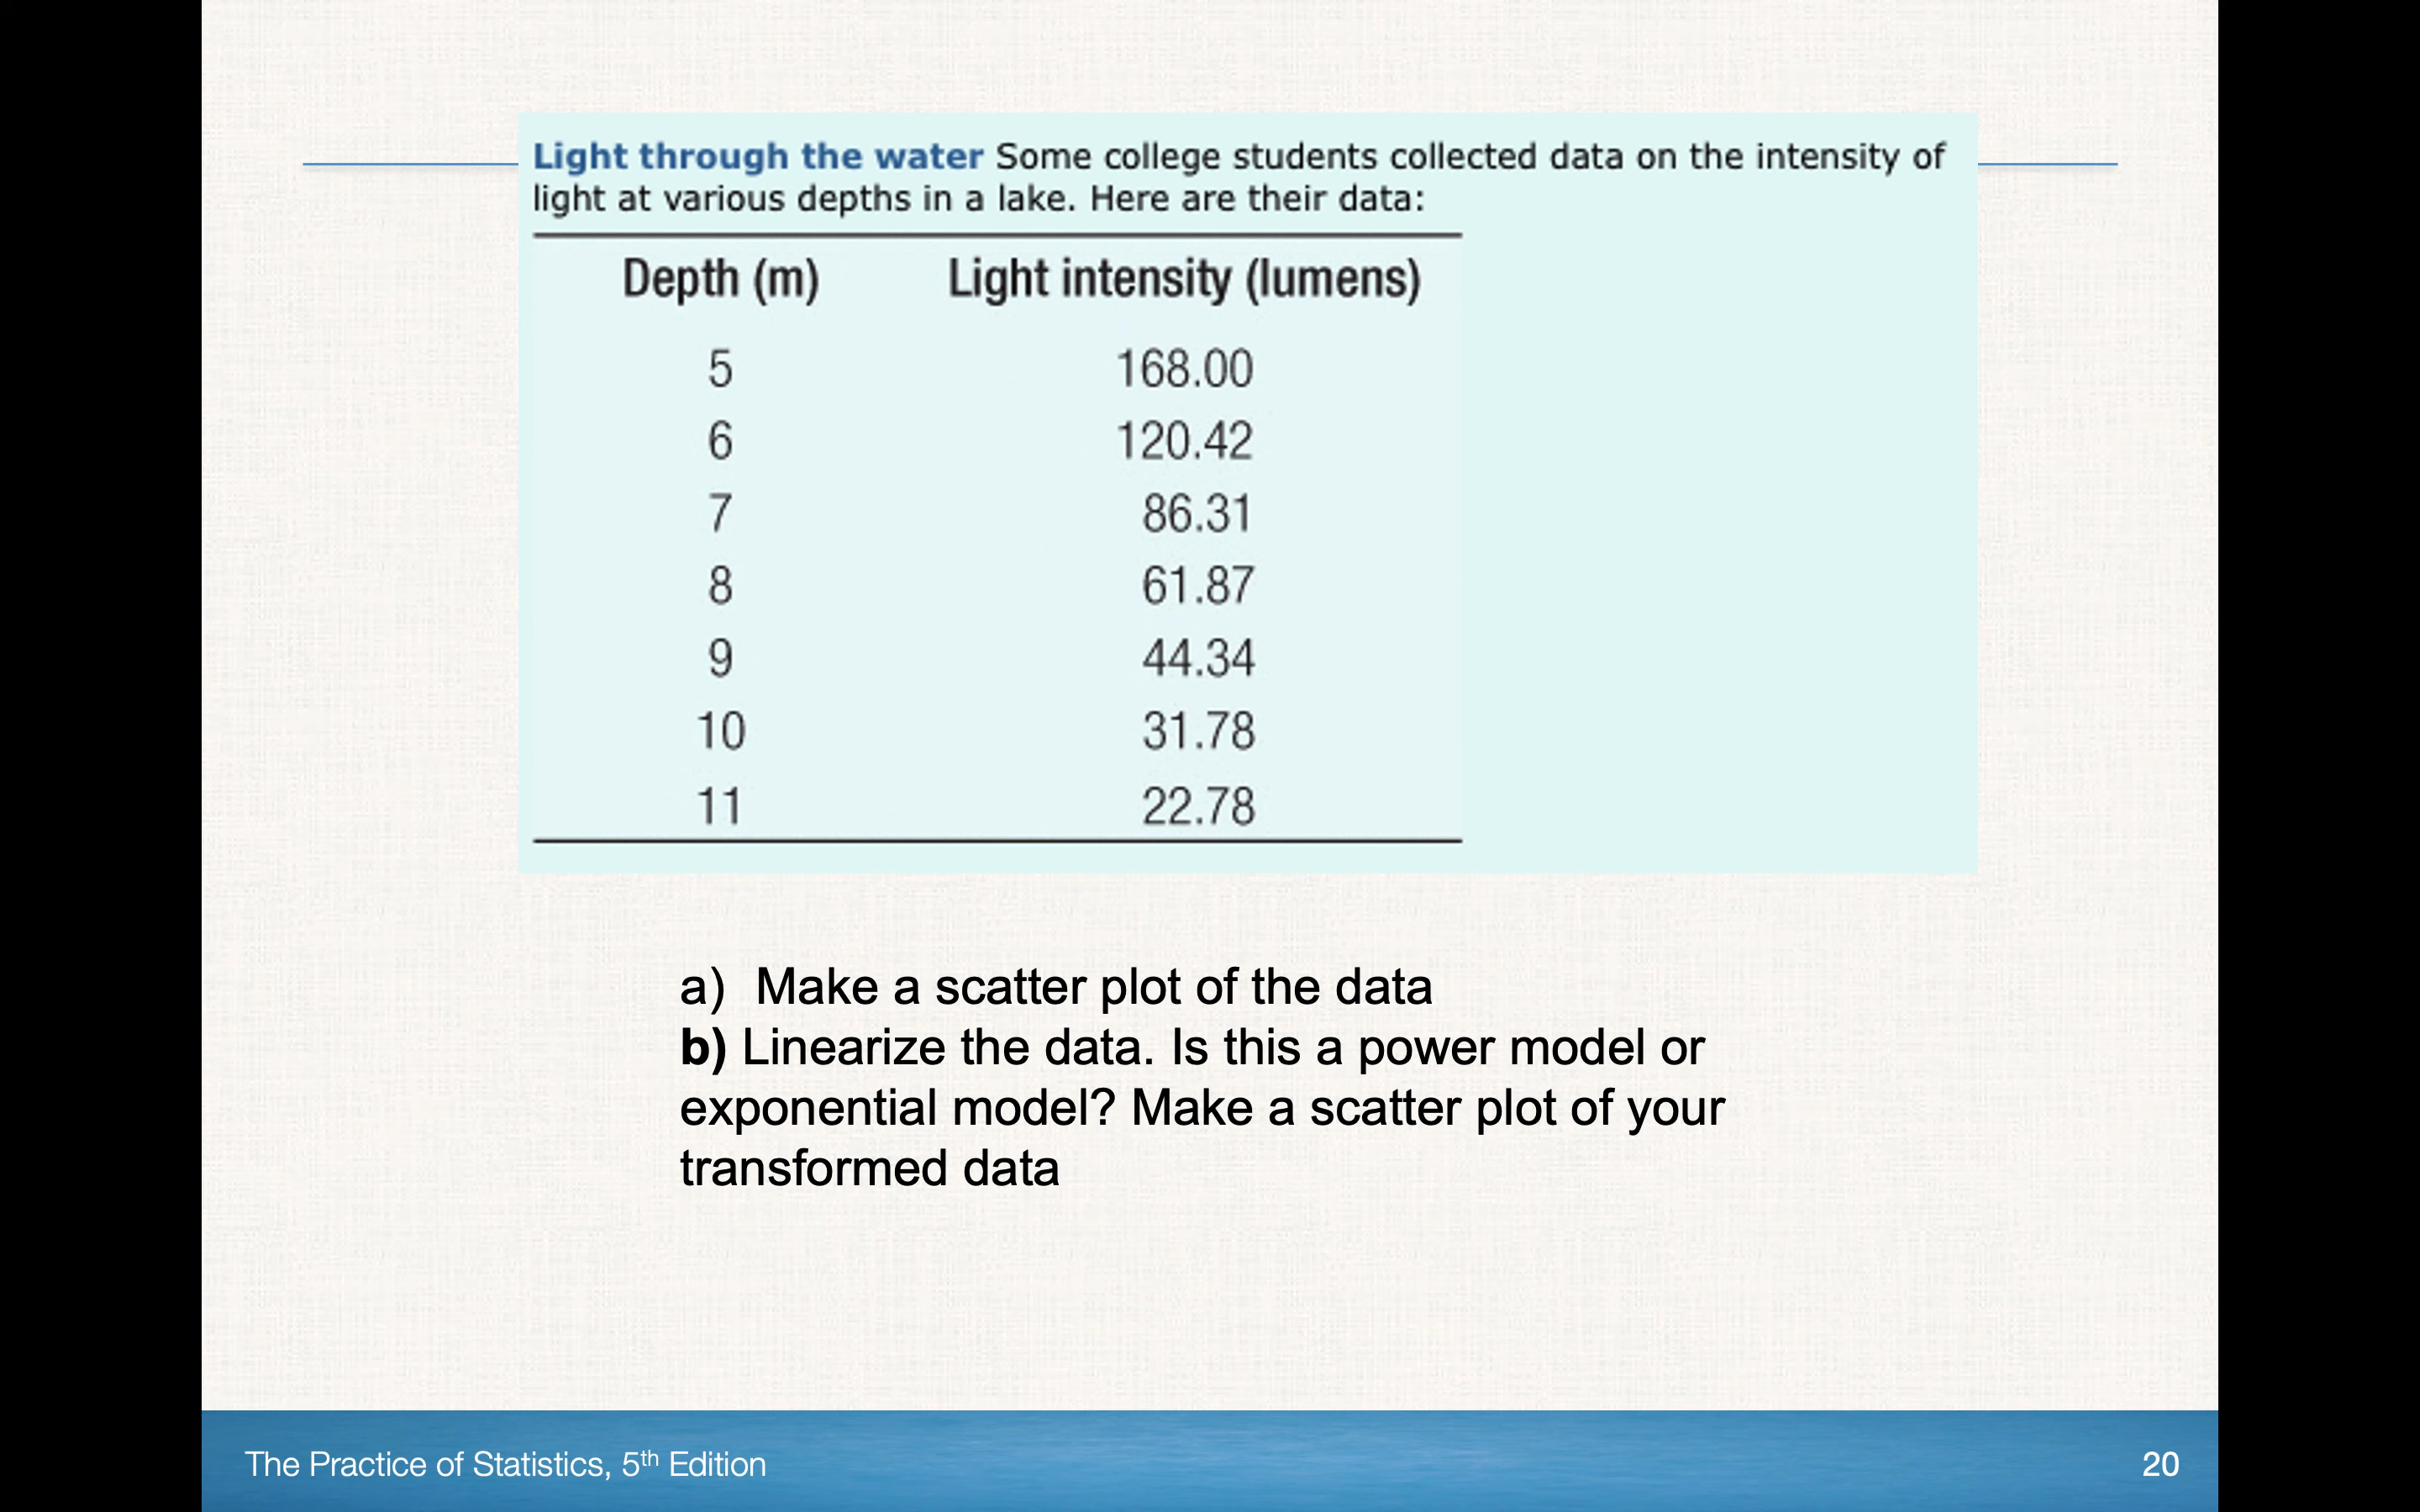 Light through the water Some college students collected data on the intensity of
light at various depths in a lake. Here are their data:
Depth (m) Light intensity (lumens)
5 168.00
6 120.42
7 86.31
8 61.87
9 44.34
10 31.78
11 22.78
a) Make a scatter plot of the data
b) Linearize the data. Is this a power model or
exponential model? Make a scatter plot of your
transformed data
The Practice of Statistics, 5th Edition
20